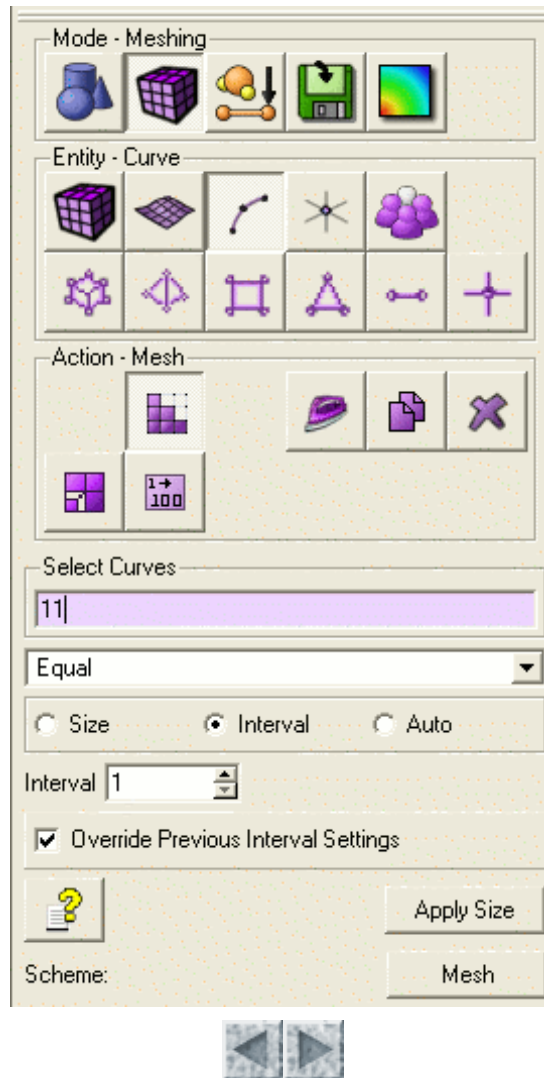 Mode - Meshing
Entity - Curve
Action - Mesh
1
100
Select Curves
11
Equal
Size Interval Auto
Interval 1
Override Previous Interval Settings
Apply Size
Scheme: Mesh